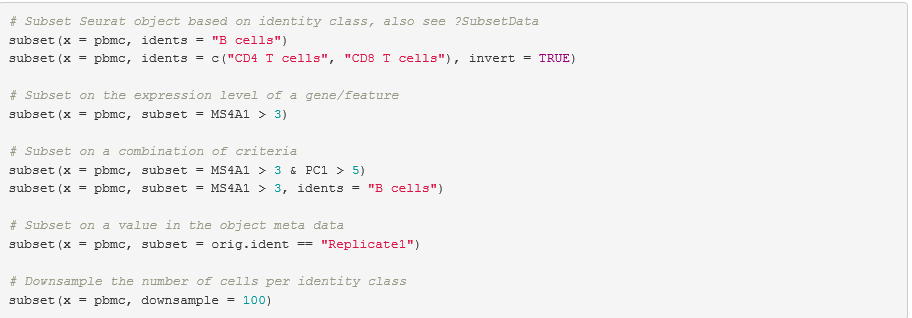 # Subset Seurat object based on identity class, also see ?SubsetData
subset(x = pbmc, idents = "B cells")
subset(x = pbmc, idents = c("CD4 T cells", "CD8 T cells"), invert = TRUE)
# Subset on the expression level of a gene/feature
subset(x = pbmc, subset = MS4A1 > 3)
# Subset on a combination of criteria
subset(x = pbmc, subset = MS4A1 > 3 & PC1 > 5)
subset(x = pbmc, subset = MS4A1 > 3, idents = "B cells")
# Subset on a value in the object meta data
subset(x = pbmc, subset = orig.ident == "Replicate1")
# Downsample the number of cells per identity class
subset(x = pbmc, downsample = 100)